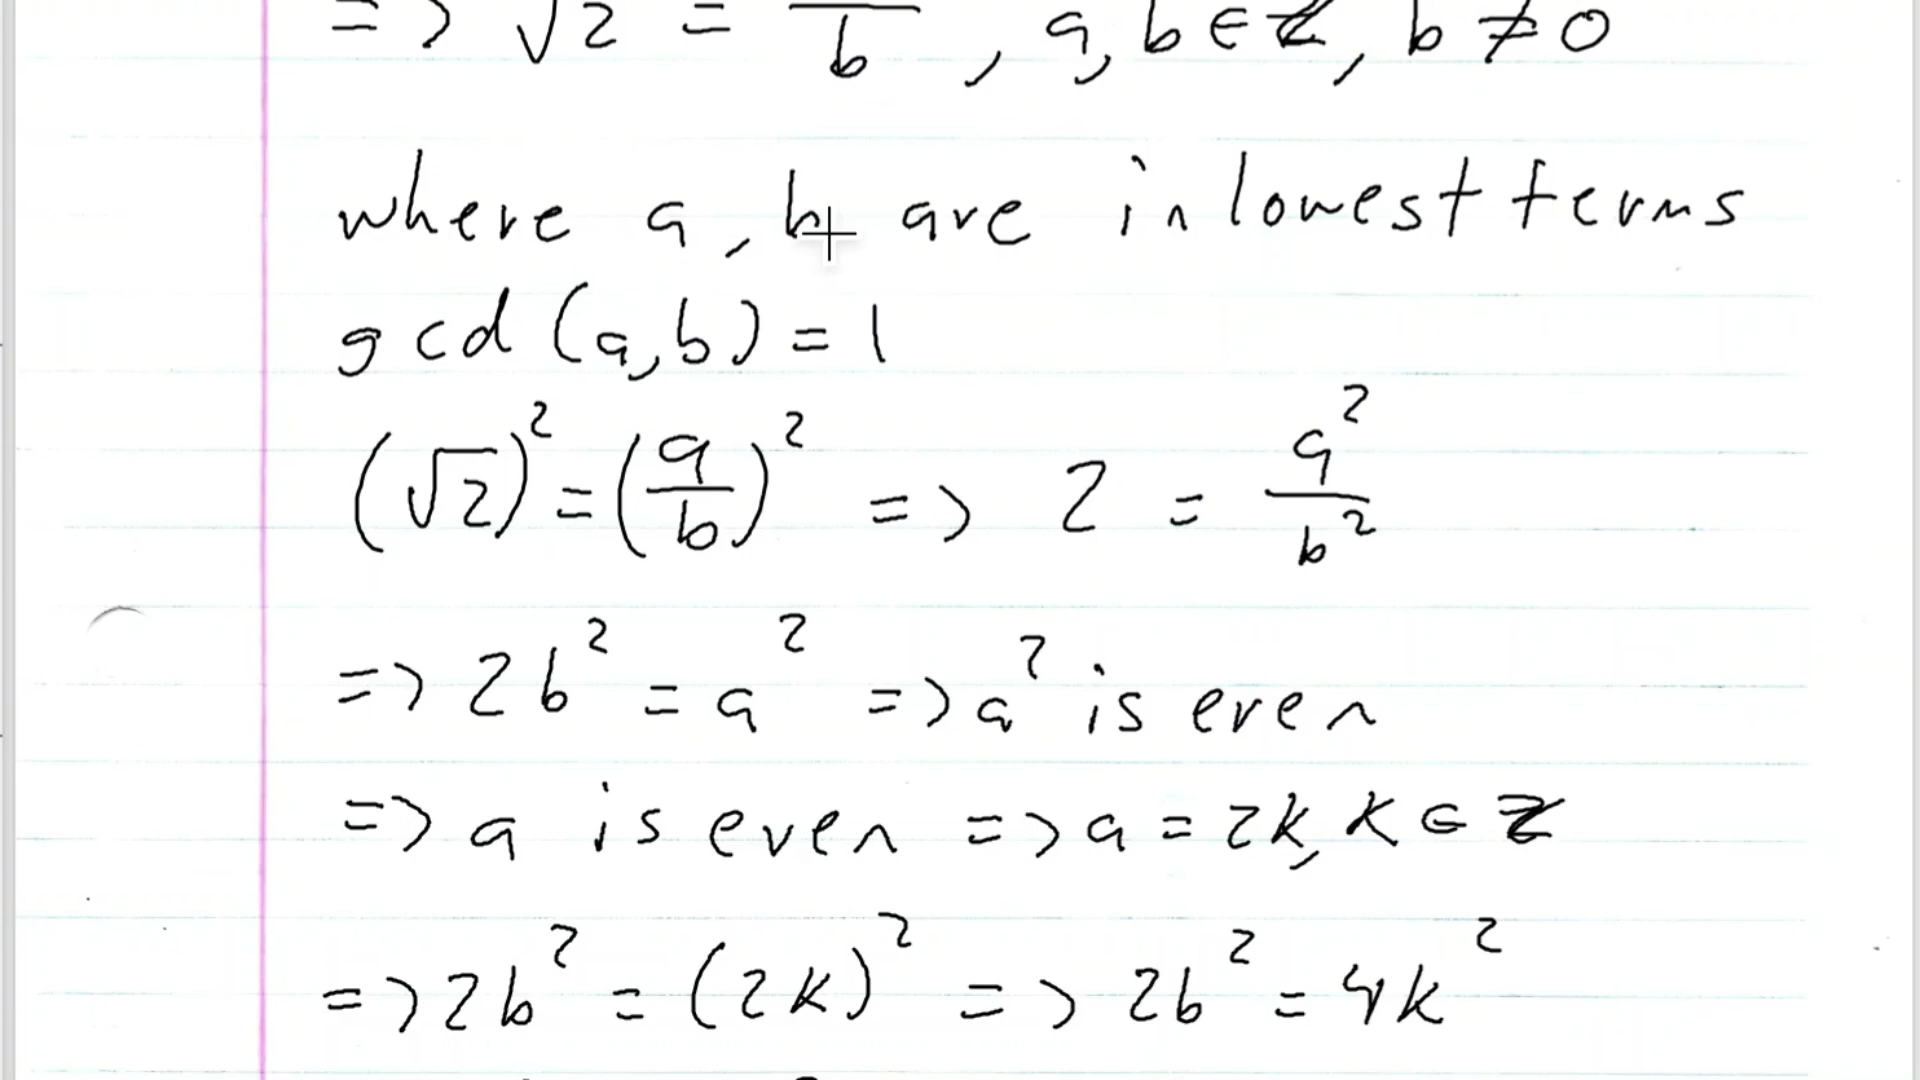 => √2 = /b , a, b ∈ ℤ, b ≠ 0
where a, b are in lowest terms
gcd(a,b) = 1
(√2)² = (a/b)² => 2 = a²/b²
=> 2b² = a² => a² is even
=> a is even => a = 2k, k ∈ ℤ
=> 2b² = (2k)² => 2b² = 4k²